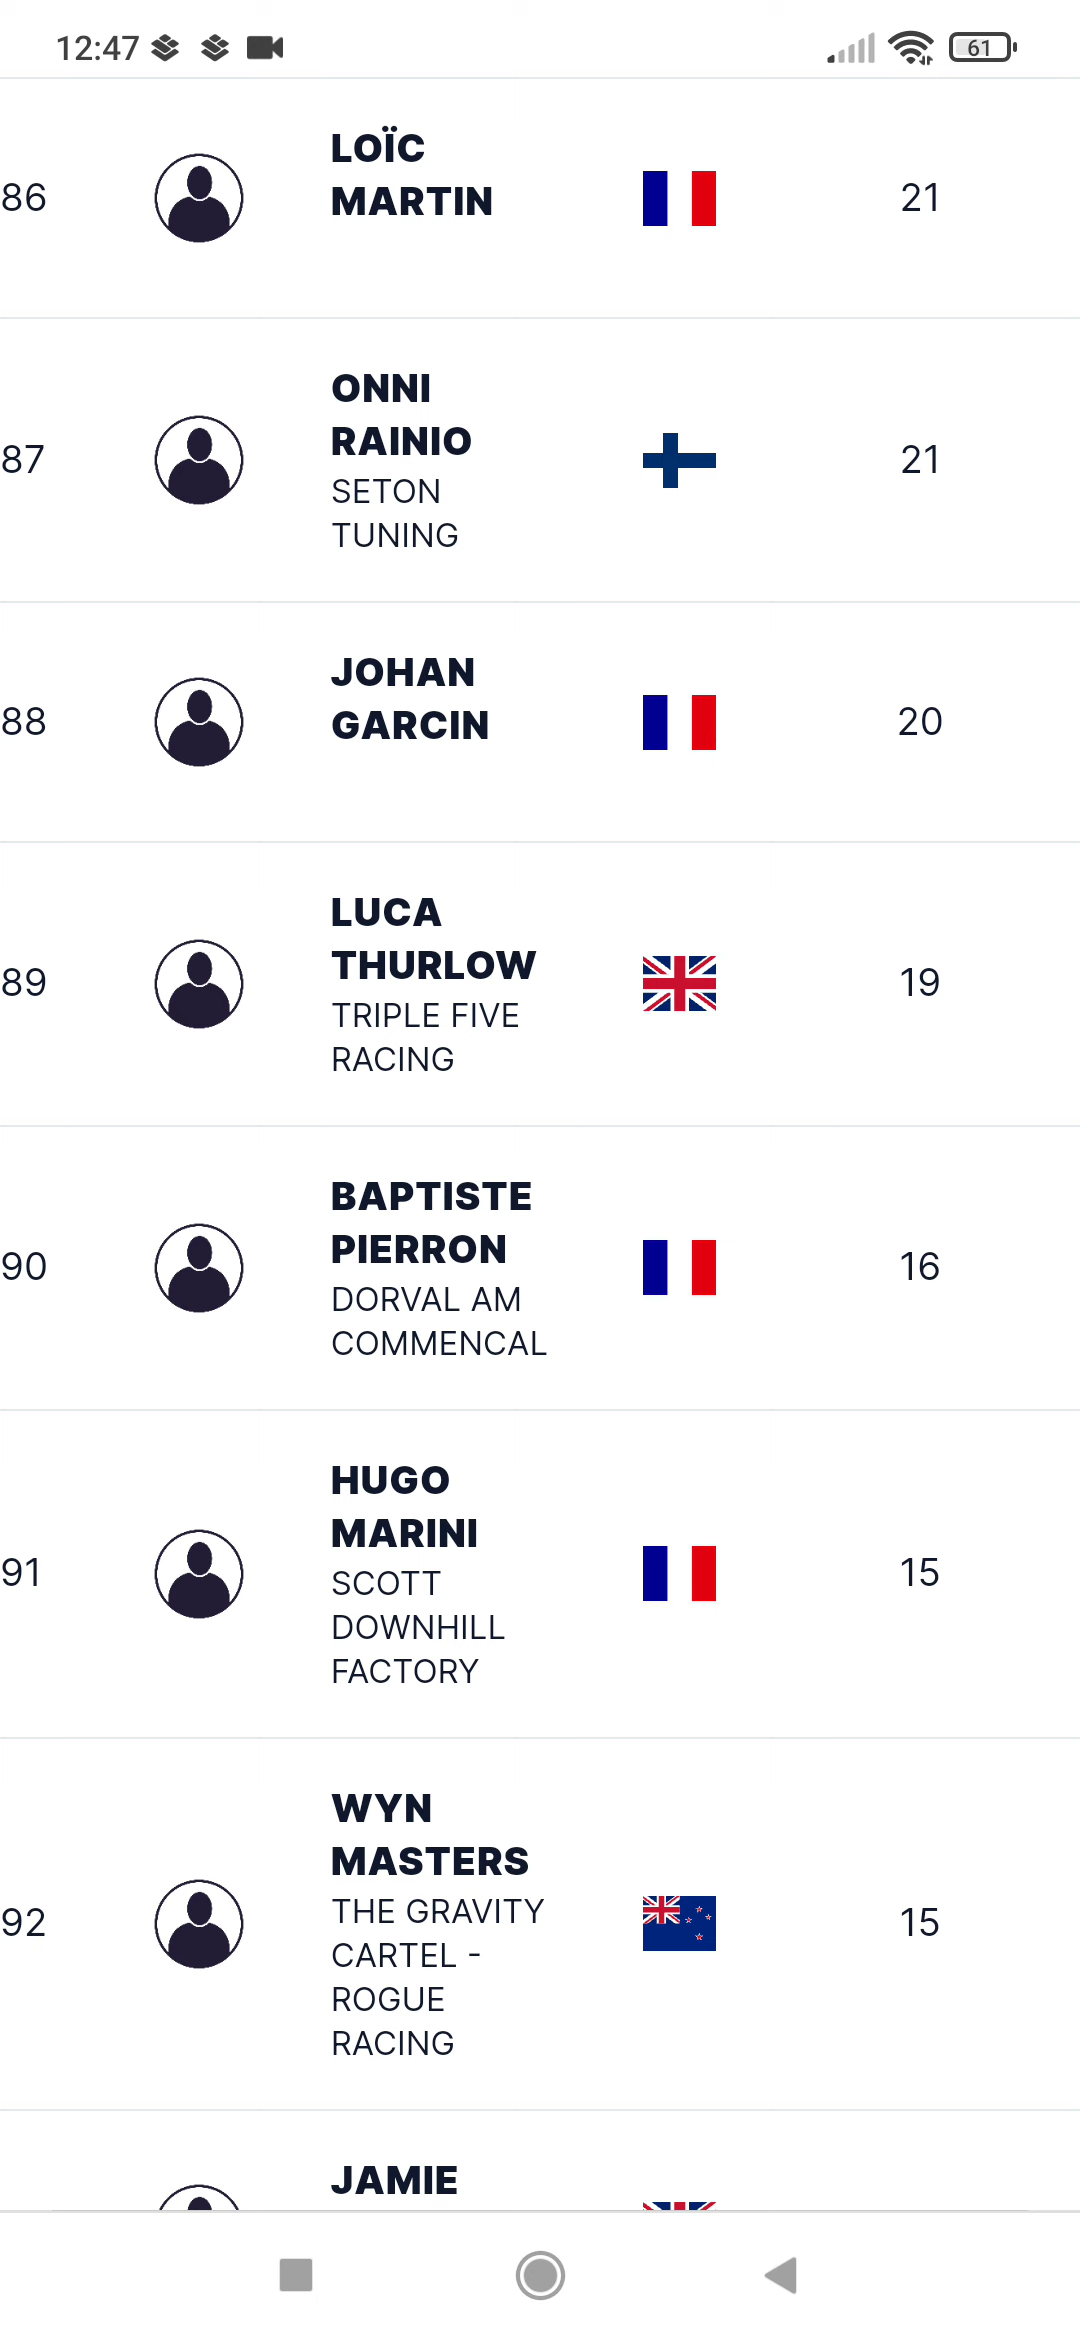 12:47
61
86
LOÏC
MARTIN
21
87
ONNI
RAINIO
SETON
TUNING
21
88
JOHAN
GARCIN
20
89
LUCA
THURLOW
TRIPLE FIVE
RACING
19
90
BAPTISTE
PIERRON
DORVAL AM
COMMENCAL
16
91
HUGO
MARINI
SCOTT
DOWNHILL
FACTORY
15
92
WYN
MASTERS
THE GRAVITY
CARTEL -
ROGUE
RACING
15
JAMIE